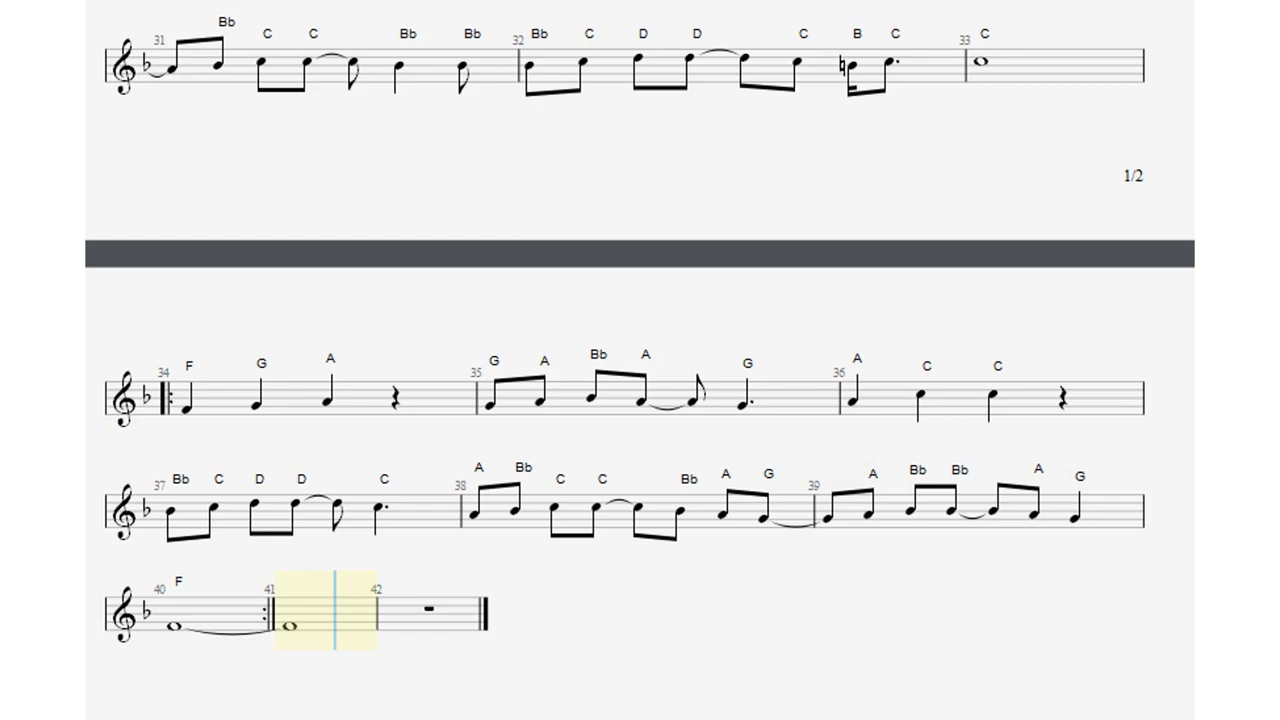 31 Bb C C Bb Bb 32 Bb C D D C B C 33 C
1/2
34 F G A 35 G A Bb A G 36 A C C
37 Bb C D D C 38 A Bb C C Bb A G 39 A Bb Bb A G
40 F 41 42